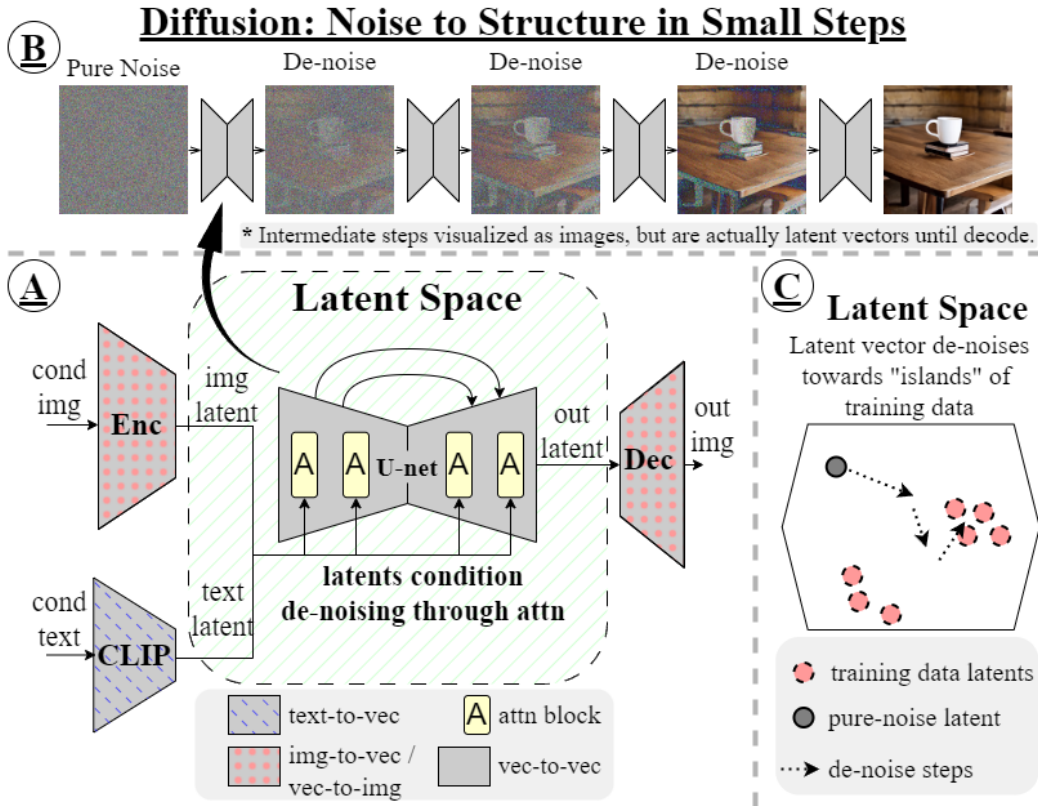 Diffusion: Noise to Structure in Small Steps
B
Pure Noise
De-noise
De-noise
De-noise
* Intermediate steps visualized as images, but are actually latent vectors until decode.
A
Latent Space
cond
img
Enc
img
latent
A
A
U-net
A
A
out
latent
Dec
out
img
latents condition
de-noising through attn
cond
text
CLIP
text
latent
text-to-vec
A
attn block
img-to-vec /
vec-to-img
vec-to-vec
C
Latent Space
Latent vector de-noises
towards "islands" of
training data
training data latents
pure-noise latent
de-noise steps